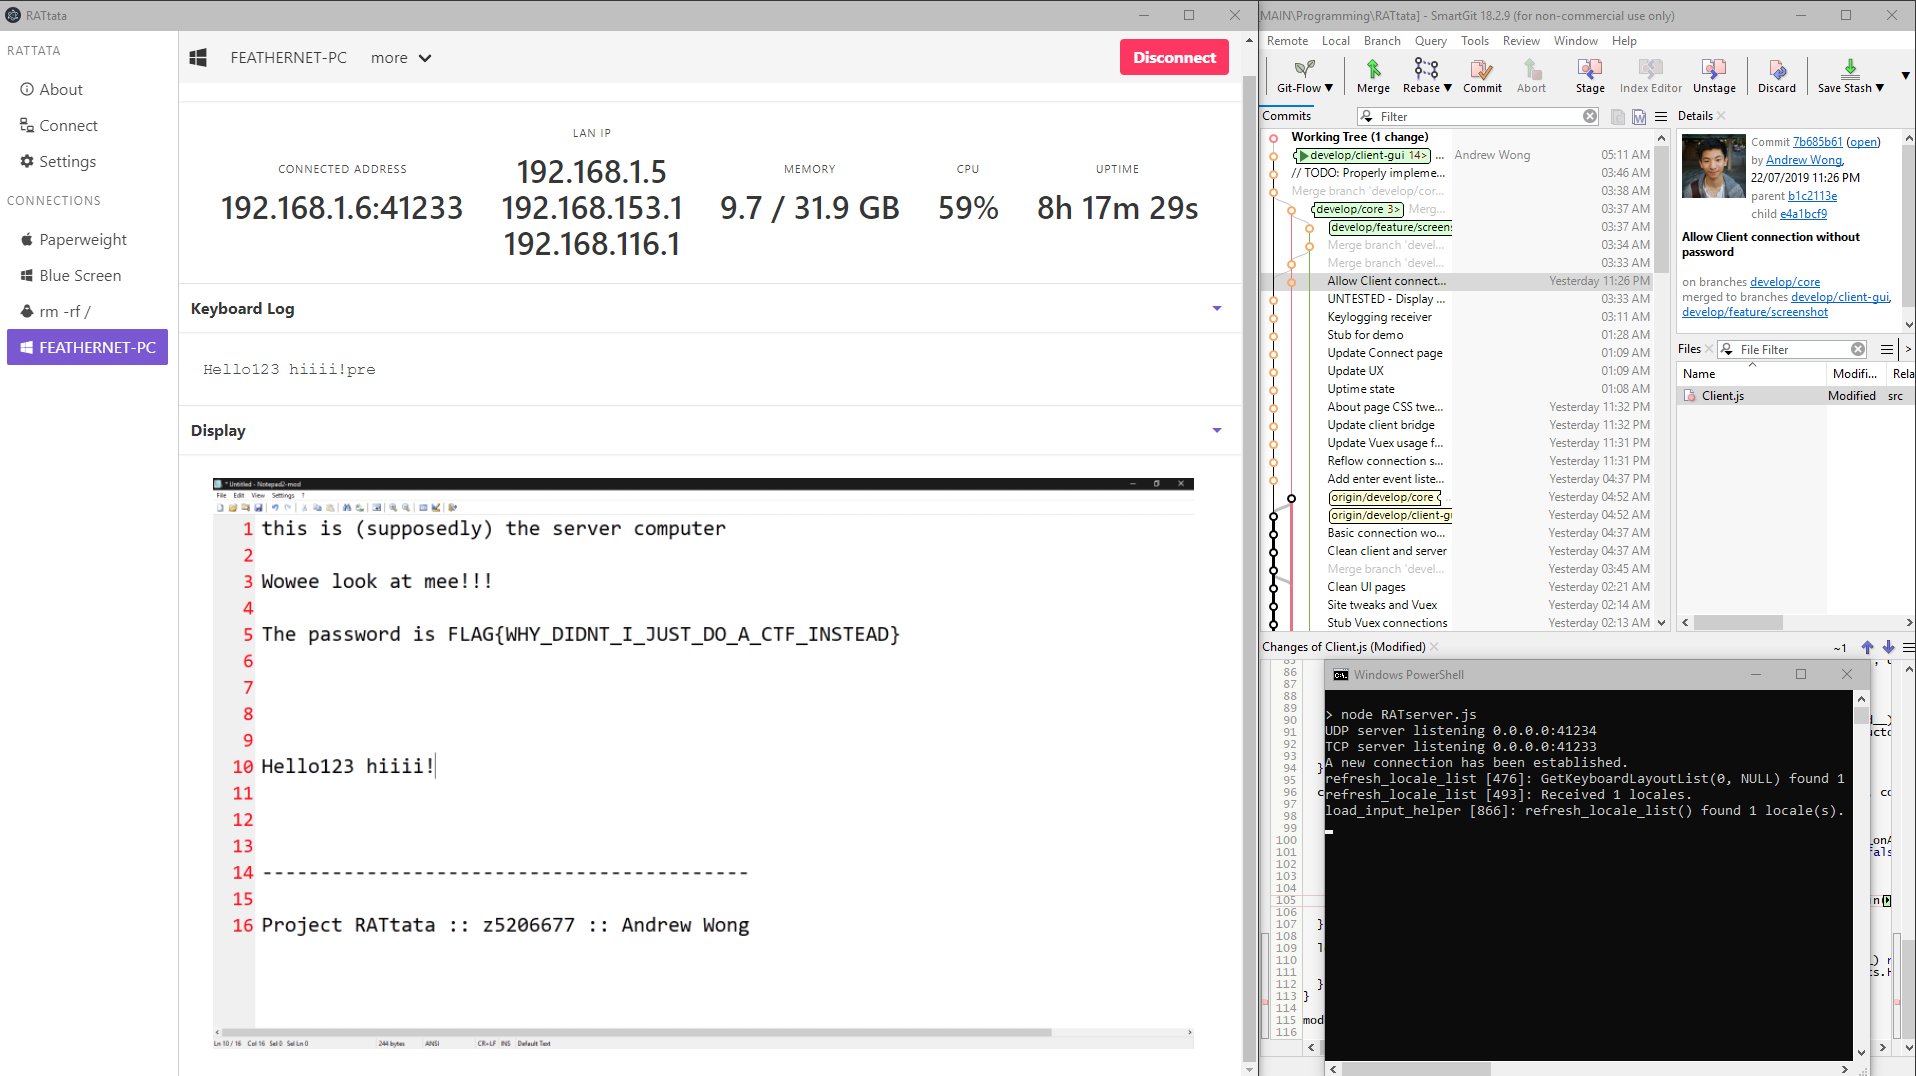 RATtata
RATTATA
About
Connect
Settings
CONNECTIONS
Paperweight
Blue Screen
rm -rf /
FEATHERNET-PC
FEATHERNET-PC more
Disconnect
LAN IP
CONNECTED ADDRESS
192.168.1.6:41233
192.168.1.5
192.168.153.1
192.168.116.1
MEMORY
9.7 / 31.9 GB
CPU
59%
UPTIME
8h 17m 29s
Keyboard Log
Hello123 hiiii!pre
Display
* Untitled - Notepad2-mod
File Edit View Settings ?
1 this is (supposedly) the server computer
2
3 Wowee look at mee!!!
4
5 The password is FLAG{WHY_DIDNT_I_JUST_DO_A_CTF_INSTEAD}
6
7
8
9
10 Hello123 hiiii!
11
12
13
14 ------------------------------------------
15
16 Project RATtata :: z5206677 :: Andrew Wong
Ln 10 / 16 Col 16 Sel 0 Sel Ln 0 244 bytes ANSI CR+LF INS Default Text
MAIN\Programming\RATtata] - SmartGit 18.2.9 (for non-commercial use only)
Remote Local Branch Query Tools Review Window Help
Git-Flow Merge Rebase Commit Abort Stage Index Editor Unstage Discard Save Stash
Commits
Filter
Working Tree (1 change)
develop/client-gui 14> ... Andrew Wong 05:11 AM
// TODO: Properly impleme... 03:46 AM
Merge branch 'develop/cor... 03:38 AM
develop/core 3> Merg... 03:37 AM
develop/feature/screens 03:37 AM
Merge branch 'devel... 03:34 AM
Merge branch 'devel... 03:33 AM
Allow Client connect... Yesterday 11:26 PM
UNTESTED - Display ... 03:33 AM
Keylogging receiver 03:11 AM
Stub for demo 01:28 AM
Update Connect page 01:09 AM
Update UX 01:09 AM
Uptime state 01:08 AM
About page CSS twe... Yesterday 11:32 PM
Update client bridge Yesterday 11:32 PM
Update Vuex usage f... Yesterday 11:31 PM
Reflow connection s... Yesterday 11:31 PM
Add enter event liste... Yesterday 04:37 PM
origin/develop/core Yesterday 04:52 AM
origin/develop/client-g Yesterday 04:52 AM
Basic connection wo... Yesterday 04:37 AM
Clean client and server Yesterday 04:37 AM
Merge branch 'devel... Yesterday 03:45 AM
Clean UI pages Yesterday 02:21 AM
Site tweaks and Vuex Yesterday 02:14 AM
Stub Vuex connections Yesterday 02:13 AM
Details
Commit 7b685b61 (open)
by Andrew Wong,
22/07/2019 11:26 PM
parent b1c2113e
child e4a1bcf9
Allow Client connection without
password
on branches develop/core
merged to branches develop/client-gui,
develop/feature/screenshot
Files
File Filter
Name Modifi... Rela
Client.js Modified src
Changes of Client.js (Modified)
~1
86
87
88
89
90
91
92
93
94 }
95
96 c
97
98
99
100
101
102
103
104
105
106
107 }
108
109 l
110
111
112 }
113 }
114
115 mod
116
Windows PowerShell
> node RATserver.js
UDP server listening 0.0.0.0:41234
TCP server listening 0.0.0.0:41233
A new connection has been established.
refresh_locale_list [476]: GetKeyboardLayoutList(0, NULL) found 1
refresh_locale_list [493]: Received 1 locales.
load_input_helper [866]: refresh_locale_list() found 1 locale(s).